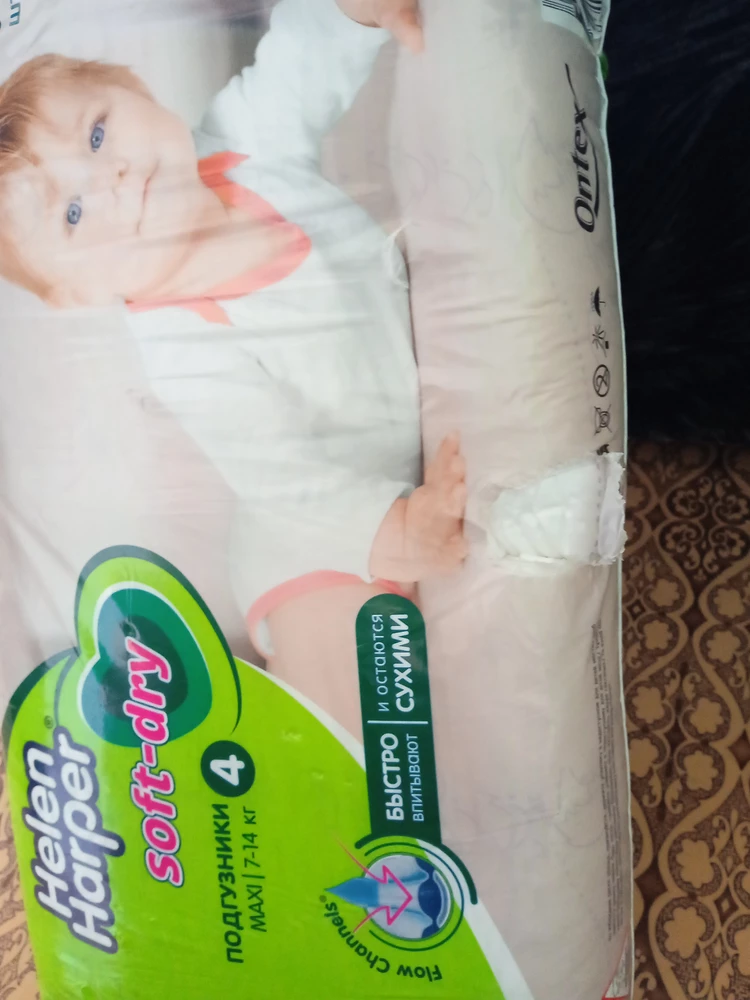 Helen
Harper®
soft-dry
ПОДГУЗНИКИ
MAXI | 7-14 КГ
4
БЫСТРО
ВПИТЫВАЮТ
И ОСТАЮТСЯ
СУХИМИ
Flow Channels®
Ontex